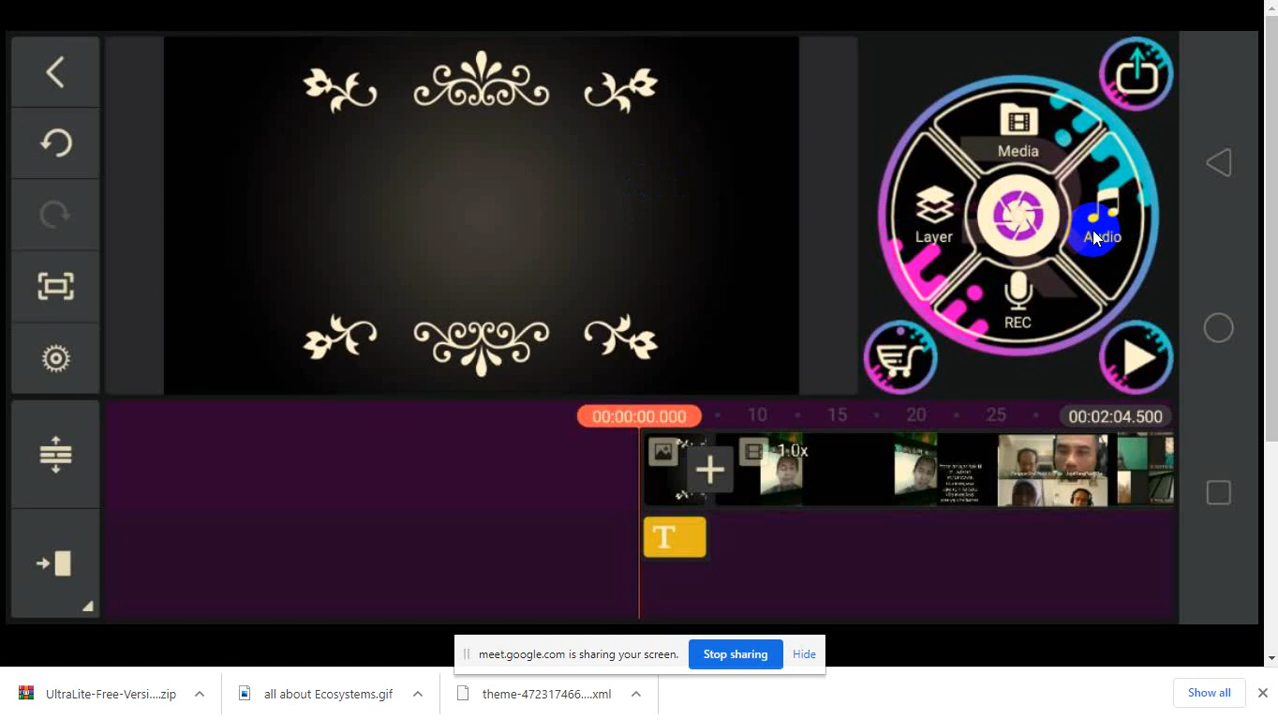 Media
Layer
Audio
REC
00:00:00.000
10
15
20
25
00:02:04.500
1.0x
T
meet.google.com is sharing your screen.
Stop sharing
Hide
UltraLite-Free-Versi....zip
all about Ecosystems.gif
theme-472317466....xml
Show all